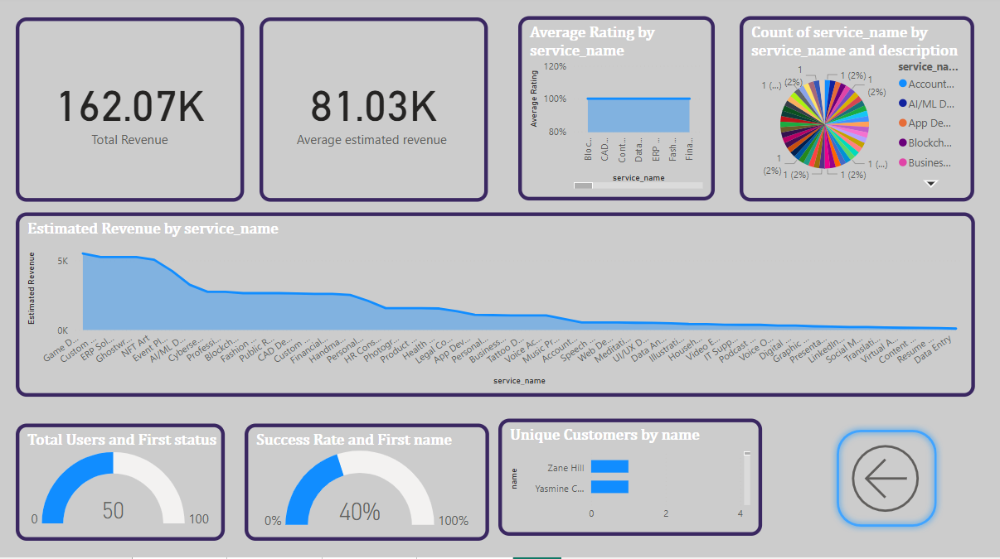 162.07K
Total Revenue
81.03K
Average estimated revenue
Average Rating by
service_name
120%
100%
80%
Average Rating
Bloc...
CAD...
Cont...
Data...
ERP ...
Fash...
Fina...
service_name
Count of service_name by
service_name and description
1
1 (...)
(2%)
1 (2%)
1
(2%)
1
(2%)
1 (2%)
1 (2%)
1 (...)
service_na...
Account...
AI/ML D...
App De...
Blockch...
Busines...
Estimated Revenue by service_name
5K
0K
Estimated Revenue
Game D...
Custom ...
ERP Sol...
Ghostwr...
NFT Art
Event Pl...
AI/ML D...
Cyberse...
Professi...
Blockch...
Fashion ...
Public R...
CAD De...
Custom ...
Financial...
Handma...
Personal...
HR Cons...
Photogr...
Product ...
Health ...
Legal Co...
App Dev...
Personal...
Business...
Tattoo D...
Voice Ac...
Music Pr...
Account...
Speech ...
Web De...
Meditati...
UI/UX D...
Data An...
Illustrati...
Househ...
Video E...
IT Supp...
Podcast ...
Voice O...
Digital ...
Graphic ...
Presenta...
LinkedIn...
Social M...
Translati...
Virtual A...
Content ...
Resume ...
Data Entry
service_name
Total Users and First status
50
0
100
Success Rate and First name
40%
0%
100%
Unique Customers by name
name
Zane Hill
Yasmine C...
0
2
4